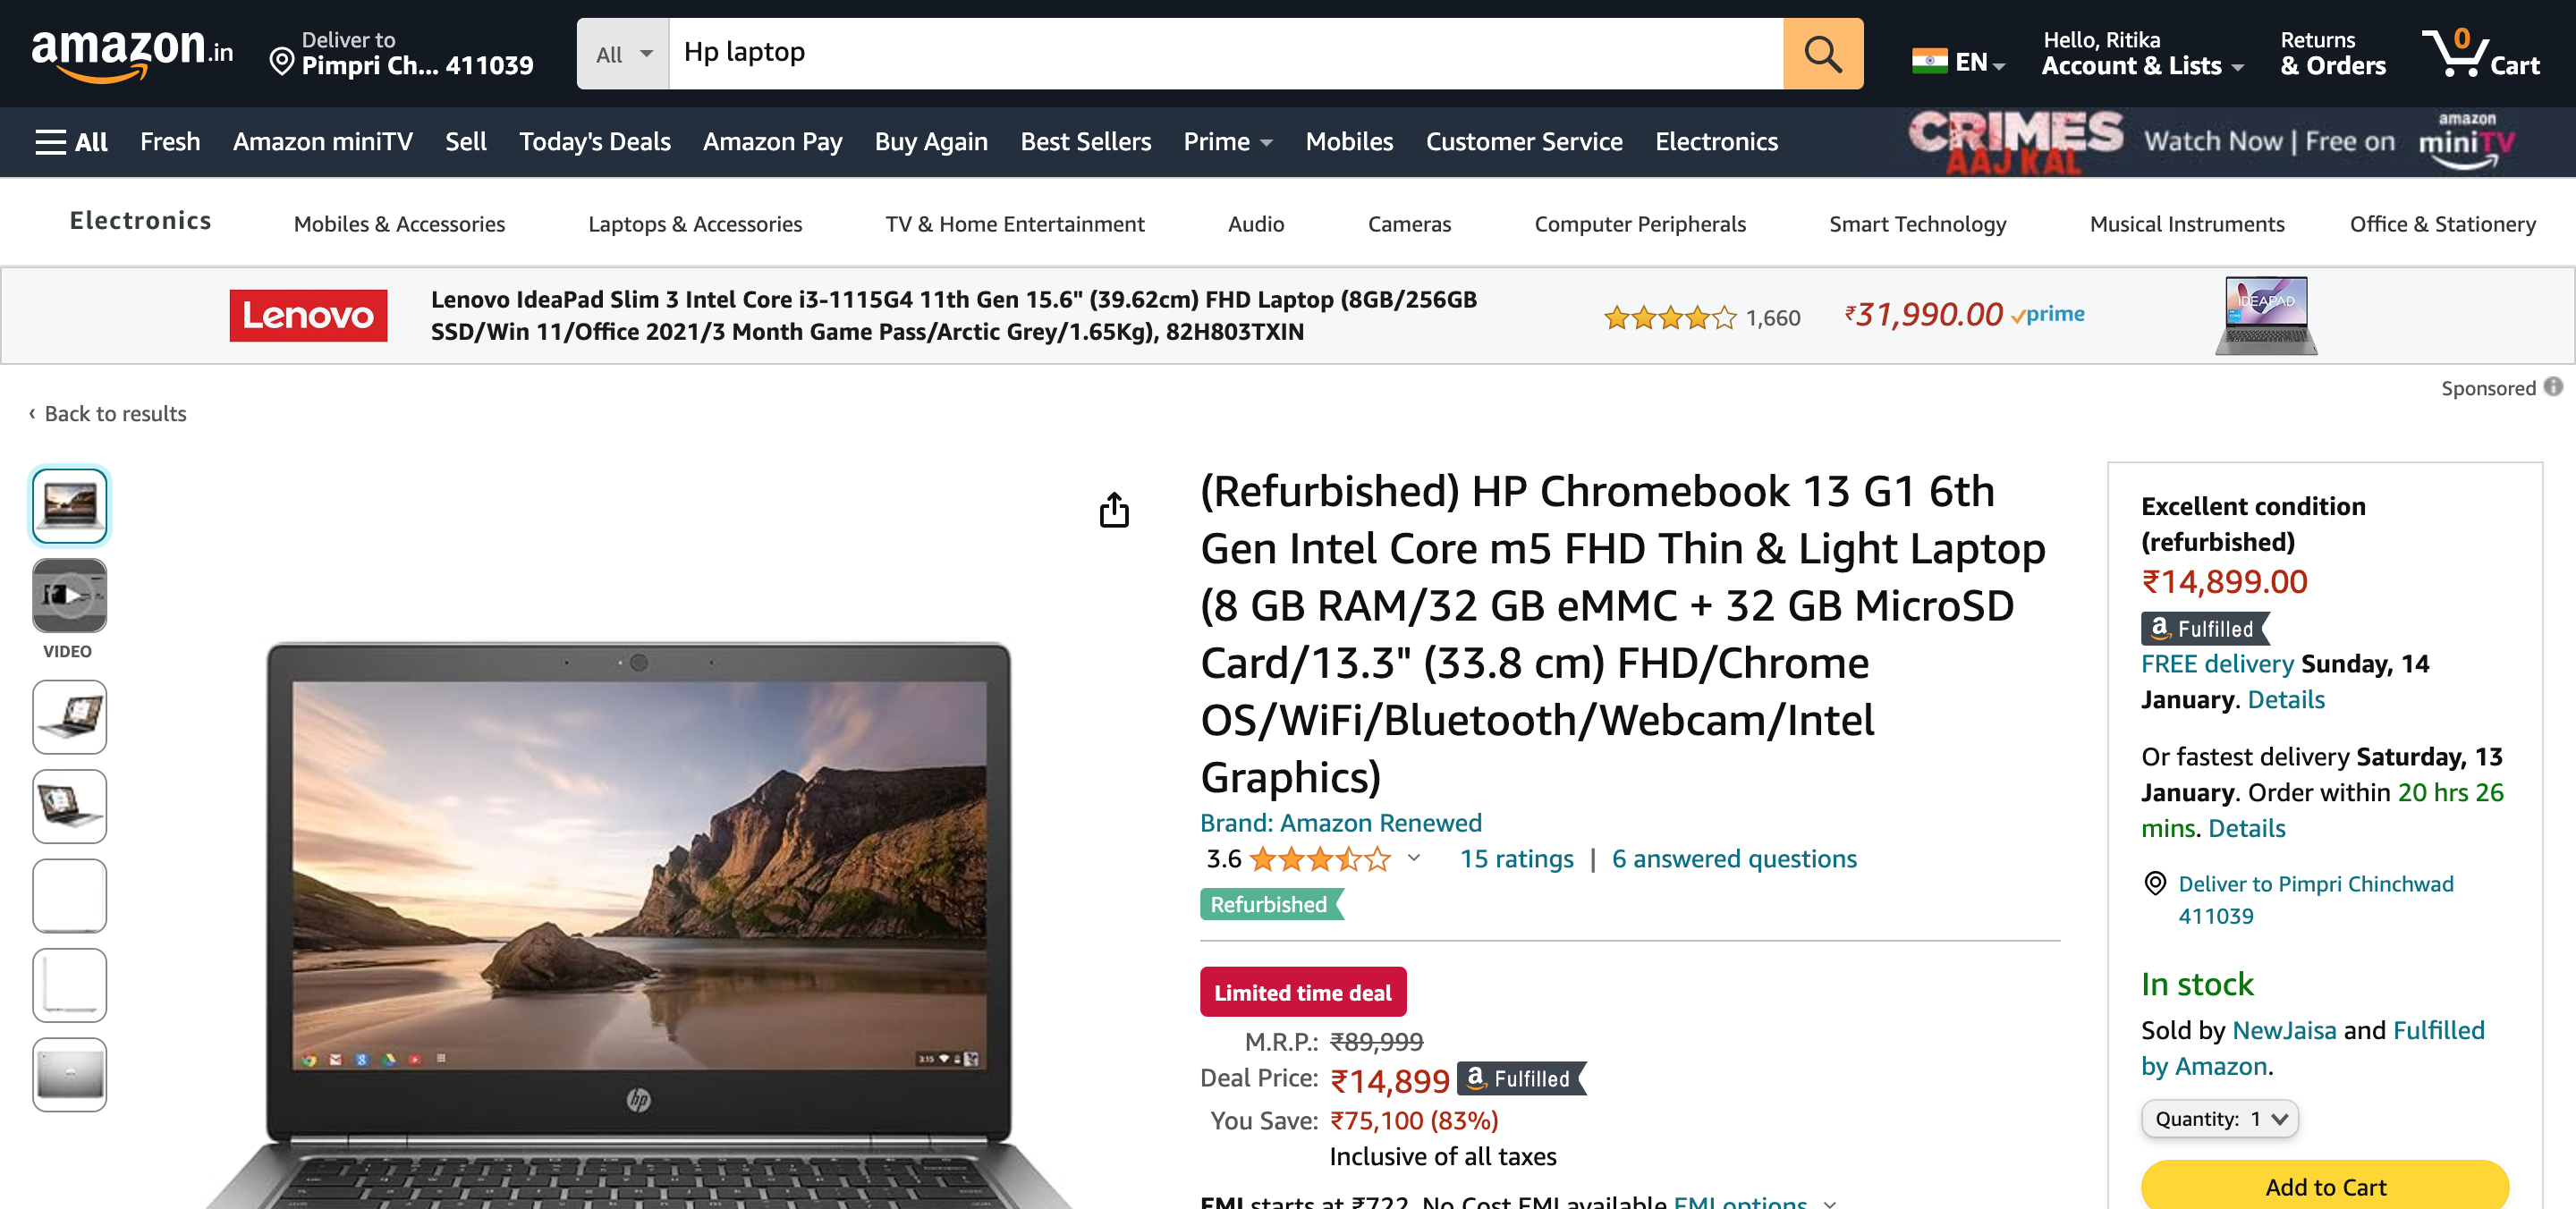 amazon.in
Deliver to
Pimpri Ch... 411039
All
Hp laptop
EN
Hello, Ritika
Account & Lists
Returns
& Orders
0
Cart
All
Fresh
Amazon miniTV
Sell
Today's Deals
Amazon Pay
Buy Again
Best Sellers
Prime
Mobiles
Customer Service
Electronics
CRIMES
AAJ KAL
Watch Now | Free on
amazon
miniTV
Electronics
Mobiles & Accessories
Laptops & Accessories
TV & Home Entertainment
Audio
Cameras
Computer Peripherals
Smart Technology
Musical Instruments
Office & Stationery
Lenovo
Lenovo IdeaPad Slim 3 Intel Core i3-1115G4 11th Gen 15.6" (39.62cm) FHD Laptop (8GB/256GB
SSD/Win 11/Office 2021/3 Month Game Pass/Arctic Grey/1.65Kg), 82H803TXIN
1,660
₹31,990.00 prime
IDEAPAD
Sponsored
‹ Back to results
VIDEO
3:15
hp
(Refurbished) HP Chromebook 13 G1 6th
Gen Intel Core m5 FHD Thin & Light Laptop
(8 GB RAM/32 GB eMMC + 32 GB MicroSD
Card/13.3" (33.8 cm) FHD/Chrome
OS/WiFi/Bluetooth/Webcam/Intel
Graphics)
Brand: Amazon Renewed
3.6
15 ratings | 6 answered questions
Refurbished
Limited time deal
M.R.P.: ₹89,999
Deal Price: ₹14,899 a Fulfilled
You Save: ₹75,100 (83%)
Inclusive of all taxes
EMI starts at ₹722. No Cost EMI available EMI options
Excellent condition
(refurbished)
₹14,899.00
a Fulfilled
FREE delivery Sunday, 14
January. Details
Or fastest delivery Saturday, 13
January. Order within 20 hrs 26
mins. Details
Deliver to Pimpri Chinchwad
411039
In stock
Sold by NewJaisa and Fulfilled
by Amazon.
Quantity: 1
Add to Cart